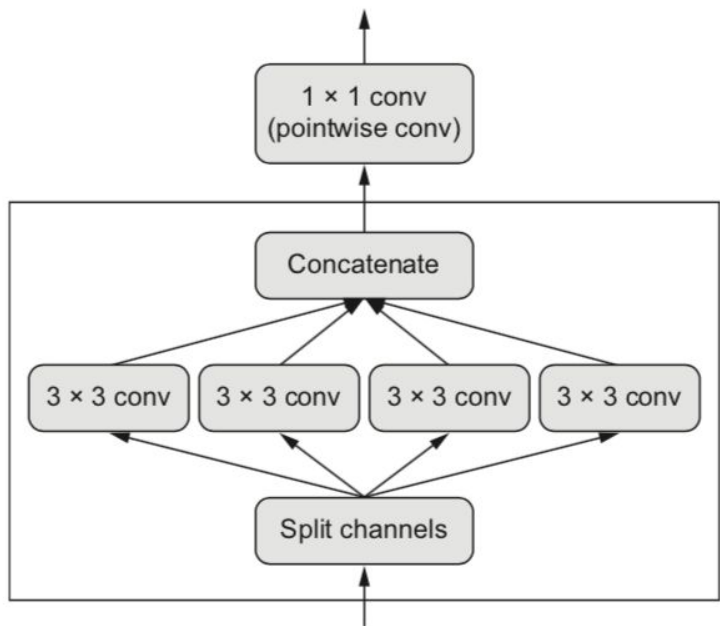 1 × 1 conv
(pointwise conv)
Concatenate
3 × 3 conv
3 × 3 conv
3 × 3 conv
3 × 3 conv
Split channels